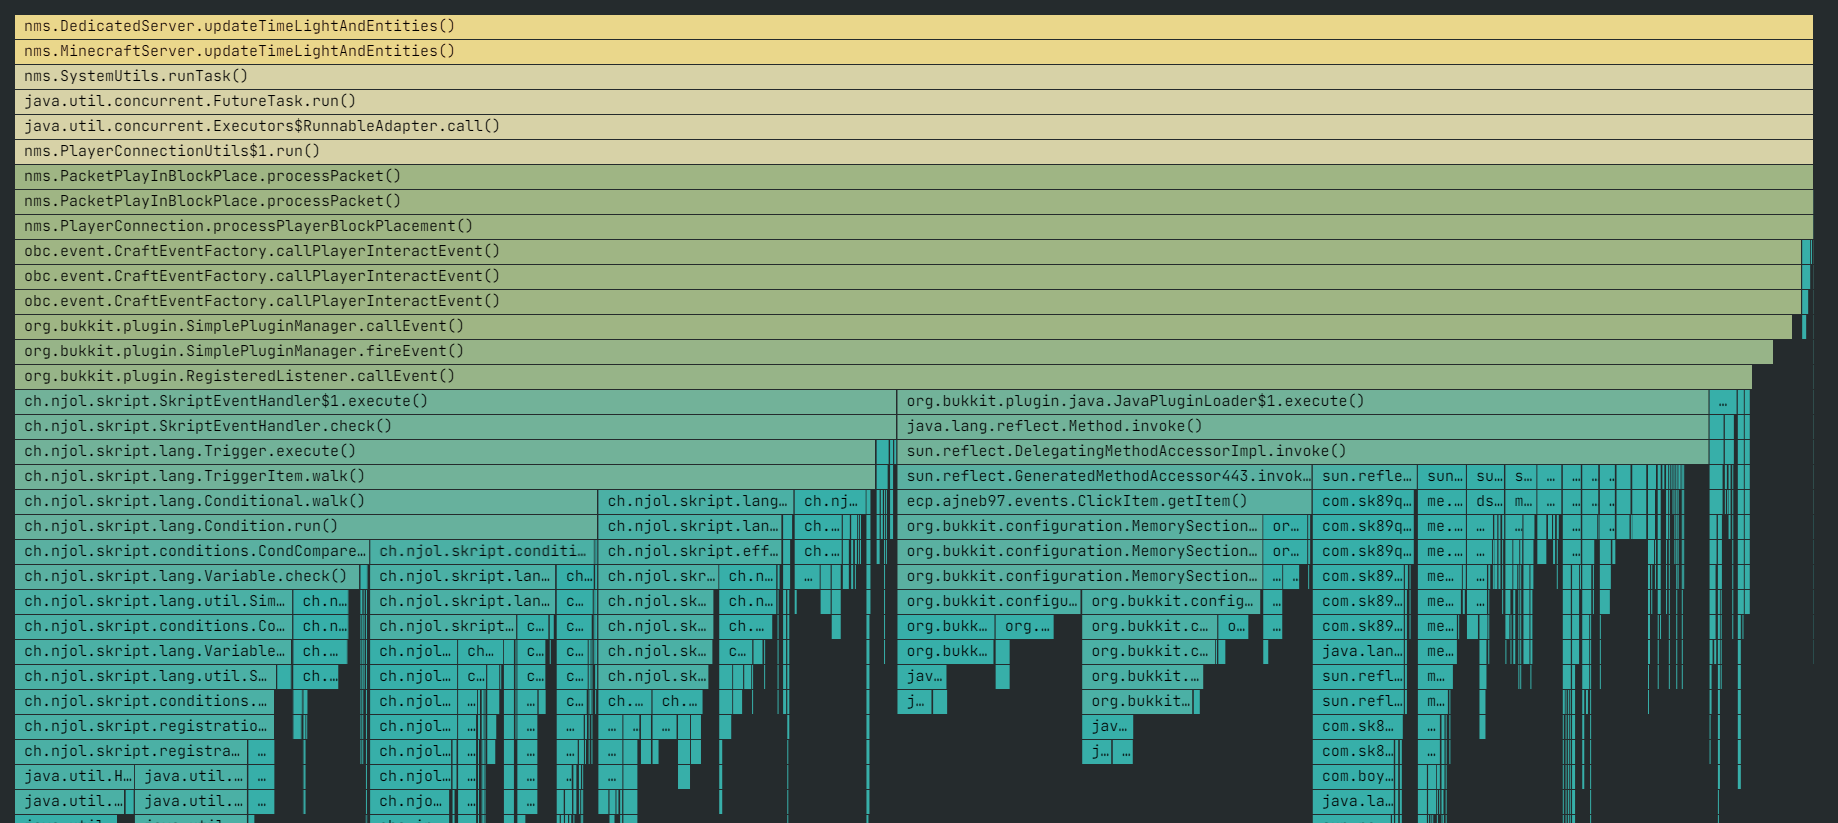 nms.DedicatedServer.updateTimeLightAndEntities()
nms.MinecraftServer.updateTimeLightAndEntities()
nms.SystemUtils.runTask()
java.util.concurrent.FutureTask.run()
java.util.concurrent.Executors$RunnableAdapter.call()
nms.PlayerConnectionUtils$1.run()
nms.PacketPlayInBlockPlace.processPacket()
nms.PacketPlayInBlockPlace.processPacket()
nms.PlayerConnection.processPlayerBlockPlacement()
obc.event.CraftEventFactory.callPlayerInteractEvent()
obc.event.CraftEventFactory.callPlayerInteractEvent()
obc.event.CraftEventFactory.callPlayerInteractEvent()
org.bukkit.plugin.SimplePluginManager.callEvent()
org.bukkit.plugin.SimplePluginManager.fireEvent()
org.bukkit.plugin.RegisteredListener.callEvent()
ch.njol.skript.SkriptEventHandler$1.execute() org.bukkit.plugin.java.JavaPluginLoader$1.execute() …
ch.njol.skript.SkriptEventHandler.check() java.lang.reflect.Method.invoke()
ch.njol.skript.lang.Trigger.execute() sun.reflect.DelegatingMethodAccessorImpl.invoke()
ch.njol.skript.lang.TriggerItem.walk() sun.reflect.GeneratedMethodAccessor443.invok… sun.refle… sun… su… s… … … … …
ch.njol.skript.lang.Conditional.walk() ch.njol.skript.lang… ch.nj… ecp.ajneb97.events.ClickItem.getItem() com.sk89q… me.… ds… m… … … … …
ch.njol.skript.lang.Condition.run() ch.njol.skript.lan… ch.… org.bukkit.configuration.MemorySection… or… com.sk89q… me.… … … …
ch.njol.skript.conditions.CondCompare… ch.njol.skript.conditi… ch.njol.skript.eff… ch.… org.bukkit.configuration.MemorySection… or… com.sk89q… me.… … …
ch.njol.skript.lang.Variable.check() ch.njol.skript.lan… ch… ch.njol.skr… ch.n… … org.bukkit.configuration.MemorySection… … … com.sk89… me… …
ch.njol.skript.lang.util.Sim… ch.n… ch.njol.skript.lan… c… ch.njol.sk… ch.n… org.bukkit.configu… org.bukkit.config… … com.sk89… me… …
ch.njol.skript.conditions.Co… ch.n… ch.njol.skript… c… c… ch.njol.sk… ch.… org.bukk… org.… org.bukkit.c… o… … com.sk89… me…
ch.njol.skript.lang.Variable… ch.… ch.njol… ch… c… c… ch.njol.sk… c… org.bukk… org.bukkit.c… java.lan… me…
ch.njol.skript.lang.util.S… ch.… ch.njol… c… c… c… ch.njol.sk… jav… org.bukkit.… sun.refl… m…
ch.njol.skript.conditions.… ch.njol… … … c… ch.… ch.… j… org.bukkit… sun.refl… m…
ch.njol.skript.registratio… ch.njol… … … … … … … jav… com.sk8… …
ch.njol.skript.registra… … ch.njol… … … … … j… … com.sk8… …
java.util.H… java.util.… … ch.njol… … … … … com.boy…
java.util.… java.util.… … ch.njo… … … java.la…